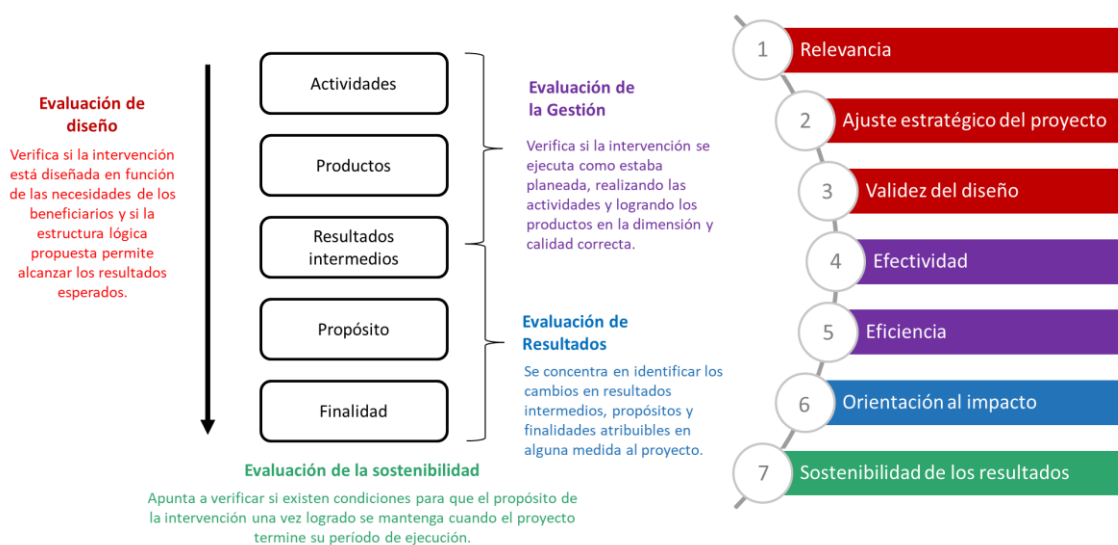 Evaluación de
diseño
Verifica si la intervención
está diseñada en función
de las necesidades de los
beneficiarios y si la
estructura lógica
propuesta permite
alcanzar los resultados
esperados.
Actividades
Productos
Resultados
intermedios
Propósito
Finalidad
Evaluación de
la Gestión
Verifica si la intervención se
ejecuta como estaba
planeada, realizando las
actividades y logrando los
productos en la dimensión y
calidad correcta.
Evaluación de
Resultados
Se concentra en identificar los
cambios en resultados
intermedios, propósitos y
finalidades atribuibles en
alguna medida al proyecto.
Evaluación de la sostenibilidad
Apunta a verificar si existen condiciones para que el propósito de
la intervención una vez logrado se mantenga cuando el proyecto
termine su período de ejecución.
1 Relevancia
2 Ajuste estratégico del proyecto
3 Validez del diseño
4 Efectividad
5 Eficiencia
6 Orientación al impacto
7 Sostenibilidad de los resultados